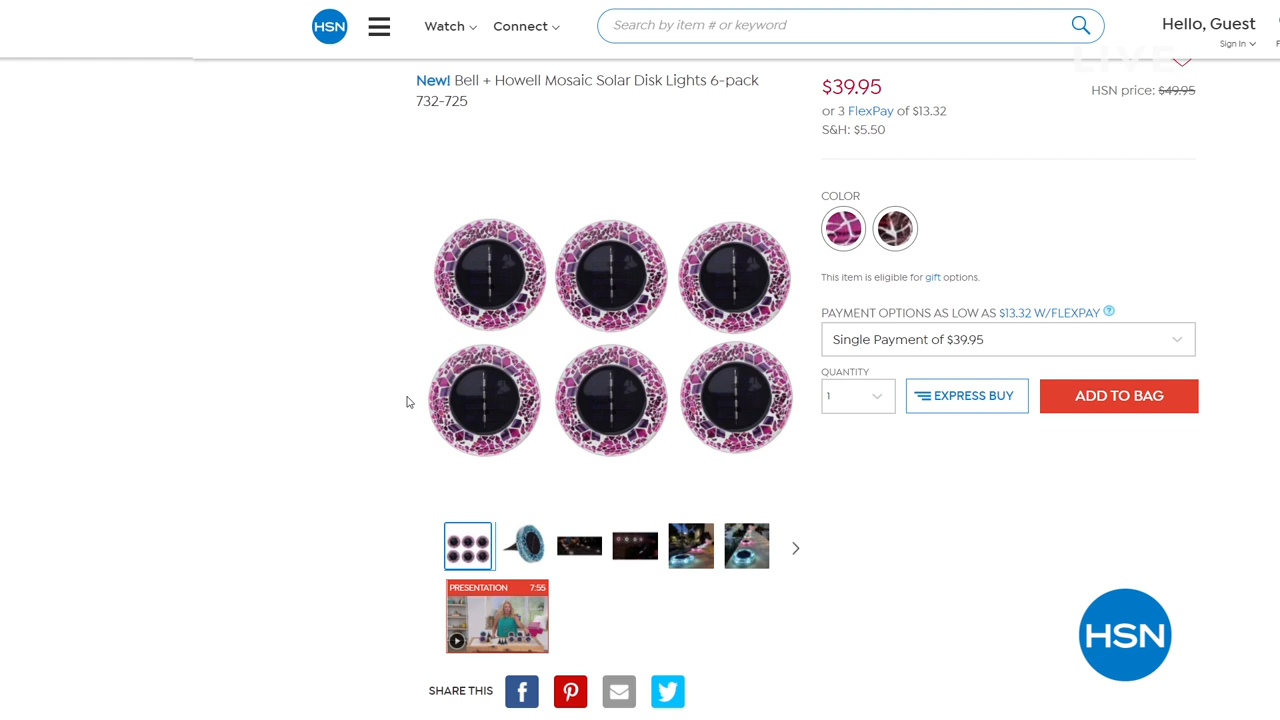 HSN
Watch
Connect
Search by item # or keyword
Hello, Guest
Sign In
LIVE
New! Bell + Howell Mosaic Solar Disk Lights 6-pack
732-725
$39.95
HSN price: $49.95
or 3 FlexPay of $13.32
S&H: $5.50
COLOR
This item is eligible for gift options.
PAYMENT OPTIONS AS LOW AS $13.32 W/FLEXPAY ?
Single Payment of $39.95
QUANTITY
1
EXPRESS BUY
ADD TO BAG
PRESENTATION 7:55
HSN
SHARE THIS